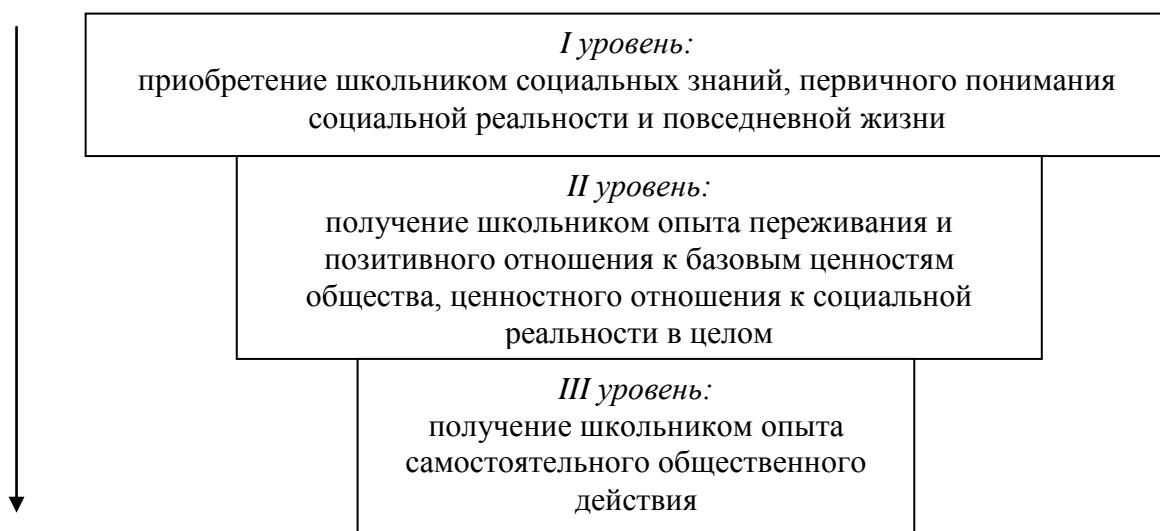 I уровень:
приобретение школьником социальных знаний, первичного понимания
социальной реальности и повседневной жизни
II уровень:
получение школьником опыта переживания и
позитивного отношения к базовым ценностям
общества, ценностного отношения к социальной
реальности в целом
III уровень:
получение школьником опыта
самостоятельного общественного
действия